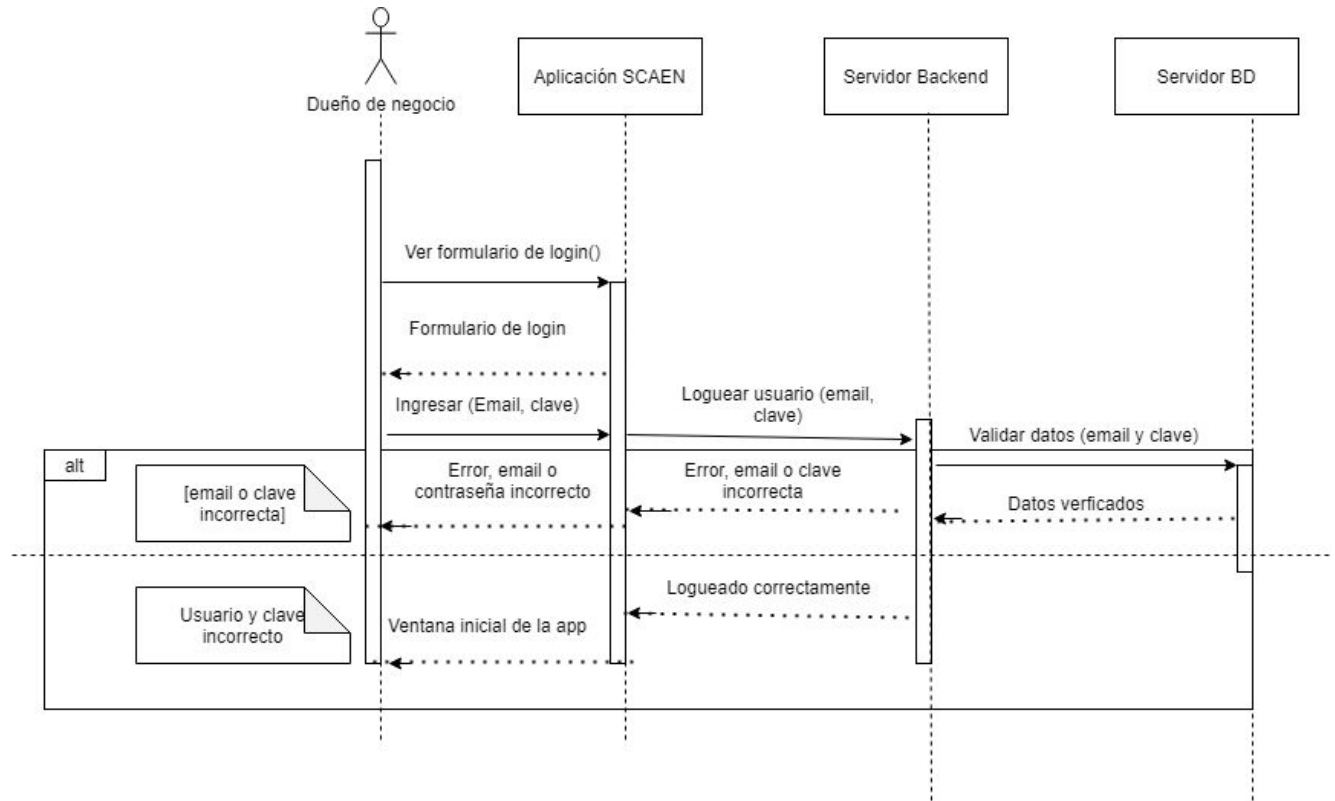 Aplicación SCAEN
Servidor Backend
Servidor BD
Dueño de negocio
Ver formulario de login()
Formulario de login
Ingresar (Email, clave)
Loguear usuario (email,
clave)
Validar datos (email y clave)
alt
[email o clave
incorrecta]
Error, email o
contraseña incorrecto
Error, email o clave
incorrecta
Datos verficados
Logueado correctamente
Usuario y clave
incorrecto
Ventana inicial de la app